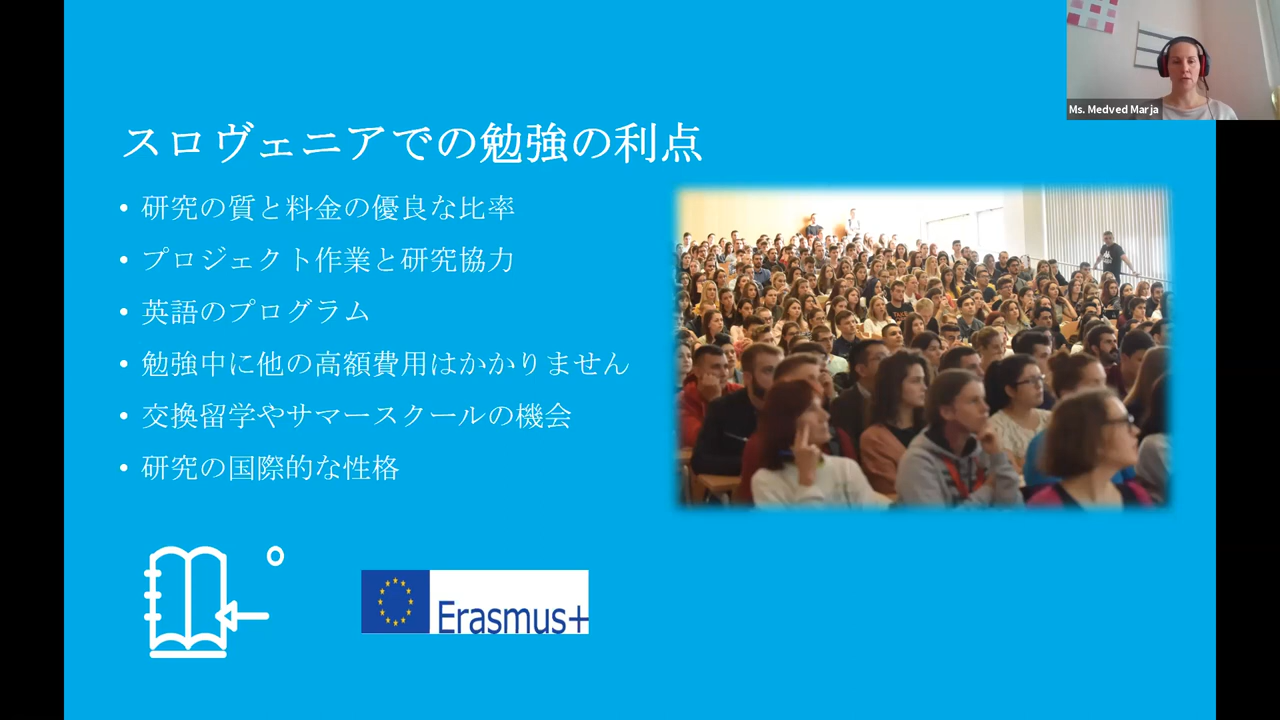 Ms. Medved Marja
スロヴェニアでの勉強の利点
• 研究の質と料金の優良な比率
• プロジェクト作業と研究協力
• 英語のプログラム
• 勉強中に他の高額費用はかかりません
• 交換留学やサマースクールの機会
• 研究の国際的な性格
Erasmus+